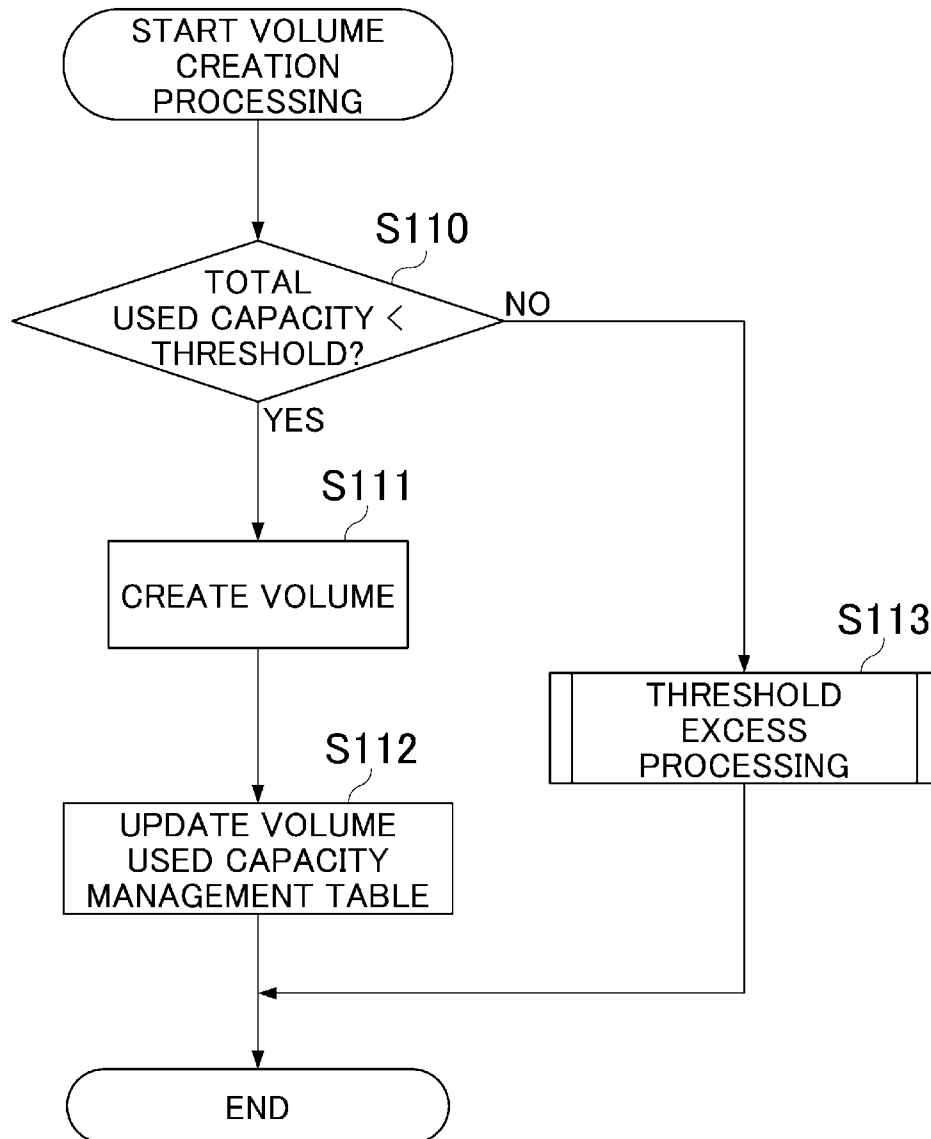 START VOLUME
CREATION
PROCESSING
S110
TOTAL
USED CAPACITY <
THRESHOLD?
NO
YES
S111
CREATE VOLUME
S113
THRESHOLD
EXCESS
PROCESSING
S112
UPDATE VOLUME
USED CAPACITY
MANAGEMENT TABLE
END